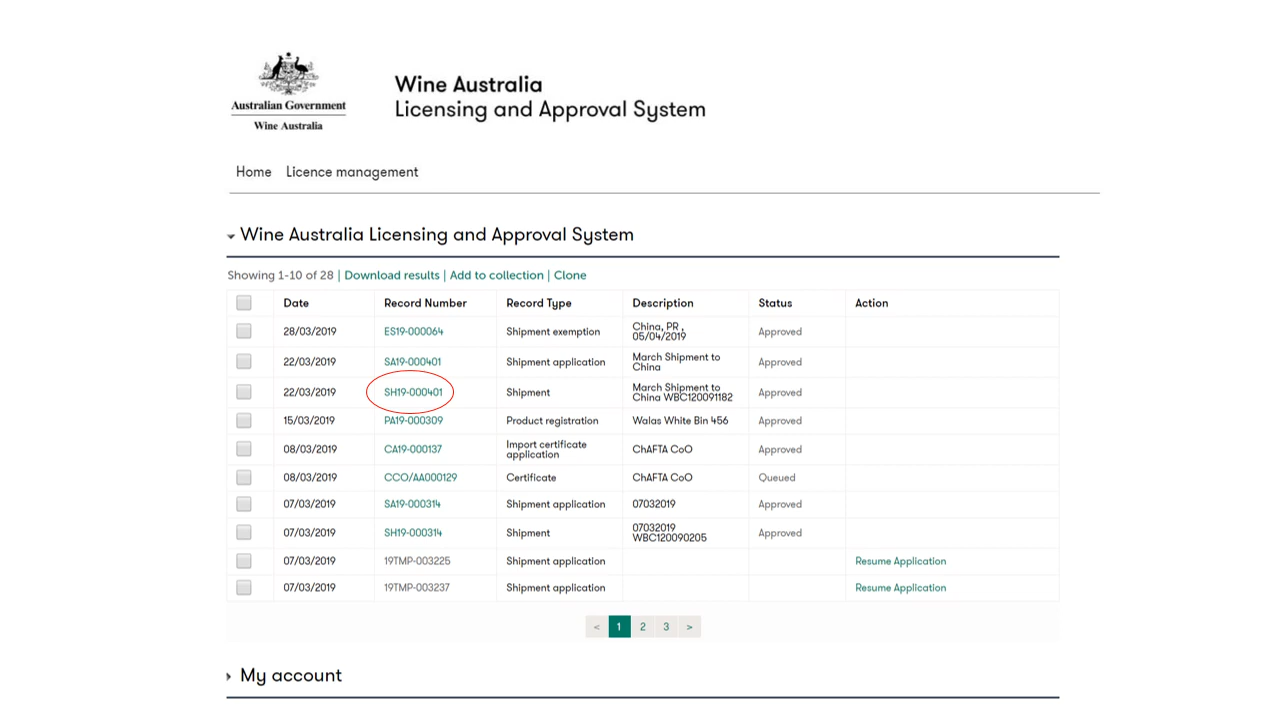 Australian Government
Wine Australia
Wine Australia
Licensing and Approval System
Home Licence management
Wine Australia Licensing and Approval System
Showing 1-10 of 28 | Download results | Add to collection | Clone
Date Record Number Record Type Description Status Action
28/03/2019 ES19-000064 Shipment exemption China, PR , 05/04/2019 Approved
22/03/2019 SA19-000401 Shipment application March Shipment to China Approved
22/03/2019 SH19-000401 Shipment March Shipment to China WBC120091182 Approved
15/03/2019 PA19-000309 Product registration Walas White Bin 456 Approved
08/03/2019 CA19-000137 Import certificate application ChAFTA CoO Approved
08/03/2019 CCO/AA000129 Certificate ChAFTA CoO Queued
07/03/2019 SA19-000314 Shipment application 07032019 Approved
07/03/2019 SH19-000314 Shipment 07032019 WBC120090205 Approved
07/03/2019 19TMP-003225 Shipment application Resume Application
07/03/2019 19TMP-003237 Shipment application Resume Application
< 1 2 3 >
My account